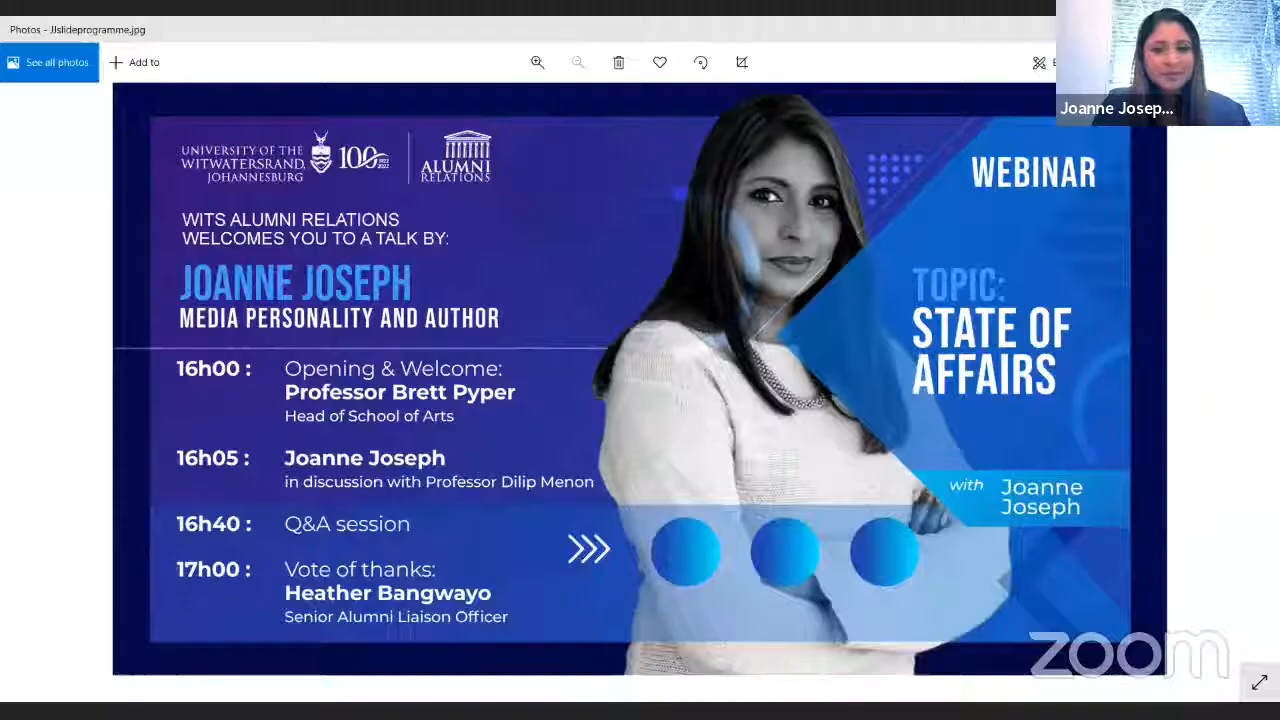 Photos - JJslideprogramme.jpg
See all photos
Add to
Joanne Josep...
UNIVERSITY OF THE
WITWATERSRAND,
JOHANNESBURG
100
ALUMNI
RELATIONS
WEBINAR
WITS ALUMNI RELATIONS
WELCOMES YOU TO A TALK BY:
JOANNE JOSEPH
MEDIA PERSONALITY AND AUTHOR
TOPIC:
STATE OF
AFFAIRS
16h00 : Opening & Welcome:
Professor Brett Pyper
Head of School of Arts
16h05 : Joanne Joseph
in discussion with Professor Dilip Menon
with Joanne
Joseph
16h40 : Q&A session
17h00 : Vote of thanks:
Heather Bangwayo
Senior Alumni Liaison Officer
zoom